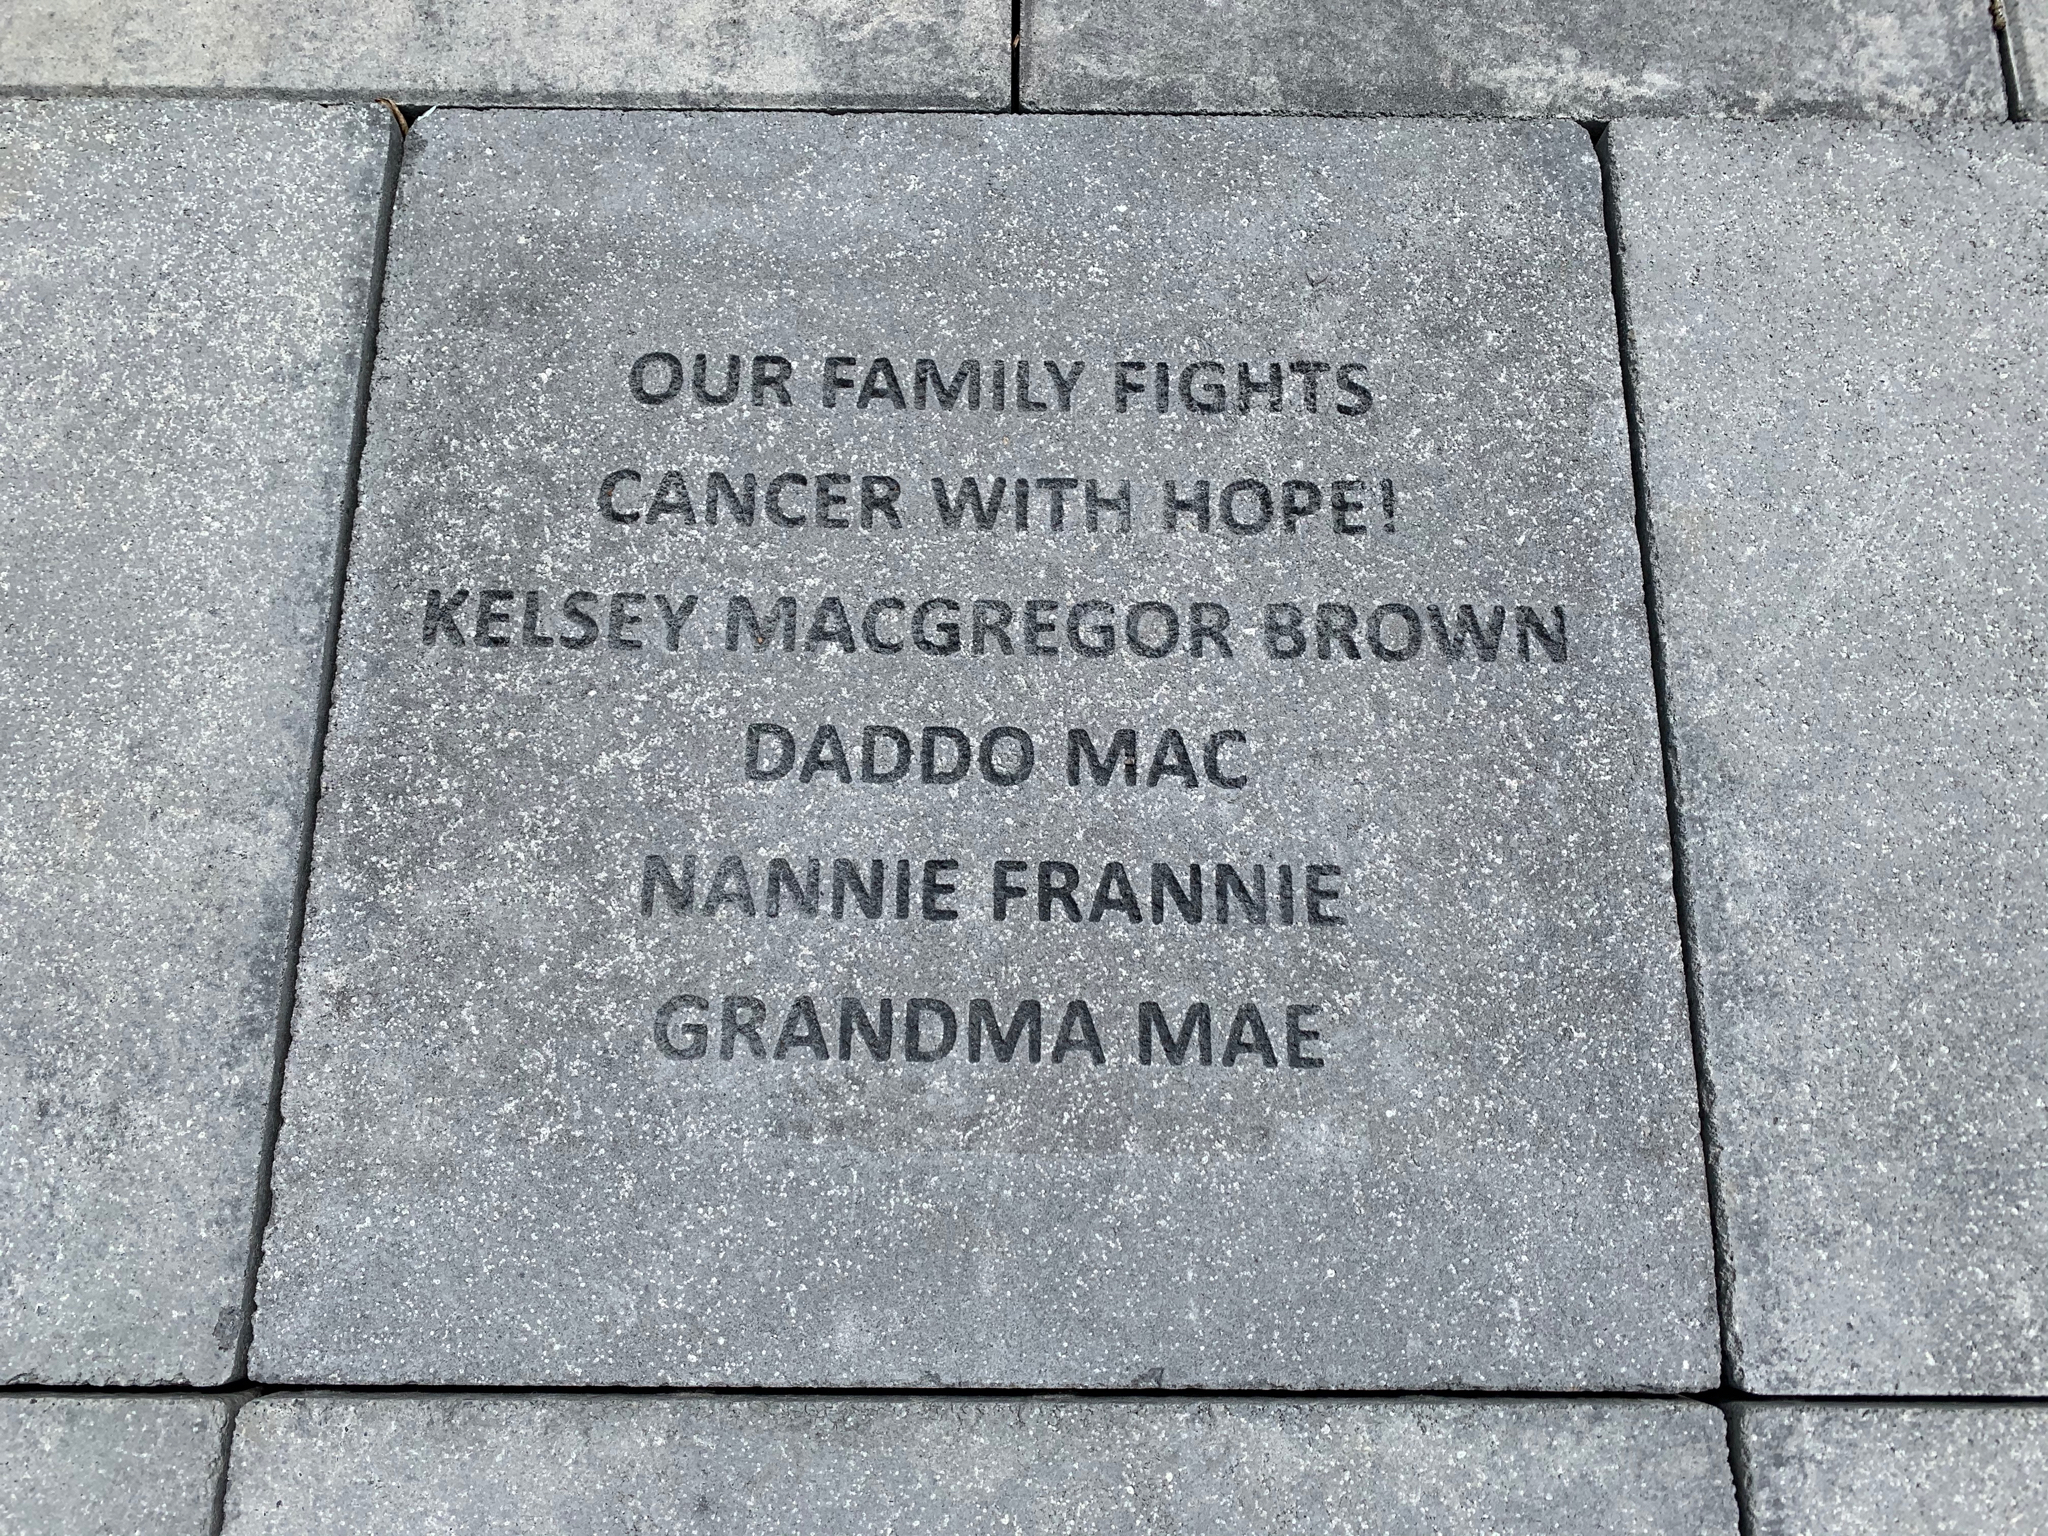 OUR FAMILY FIGHTS
CANCER WITH HOPE!
KELSEY MACGREGOR BROWN
DADDO MAC
NANNIE FRANNIE
GRANDMA MAE